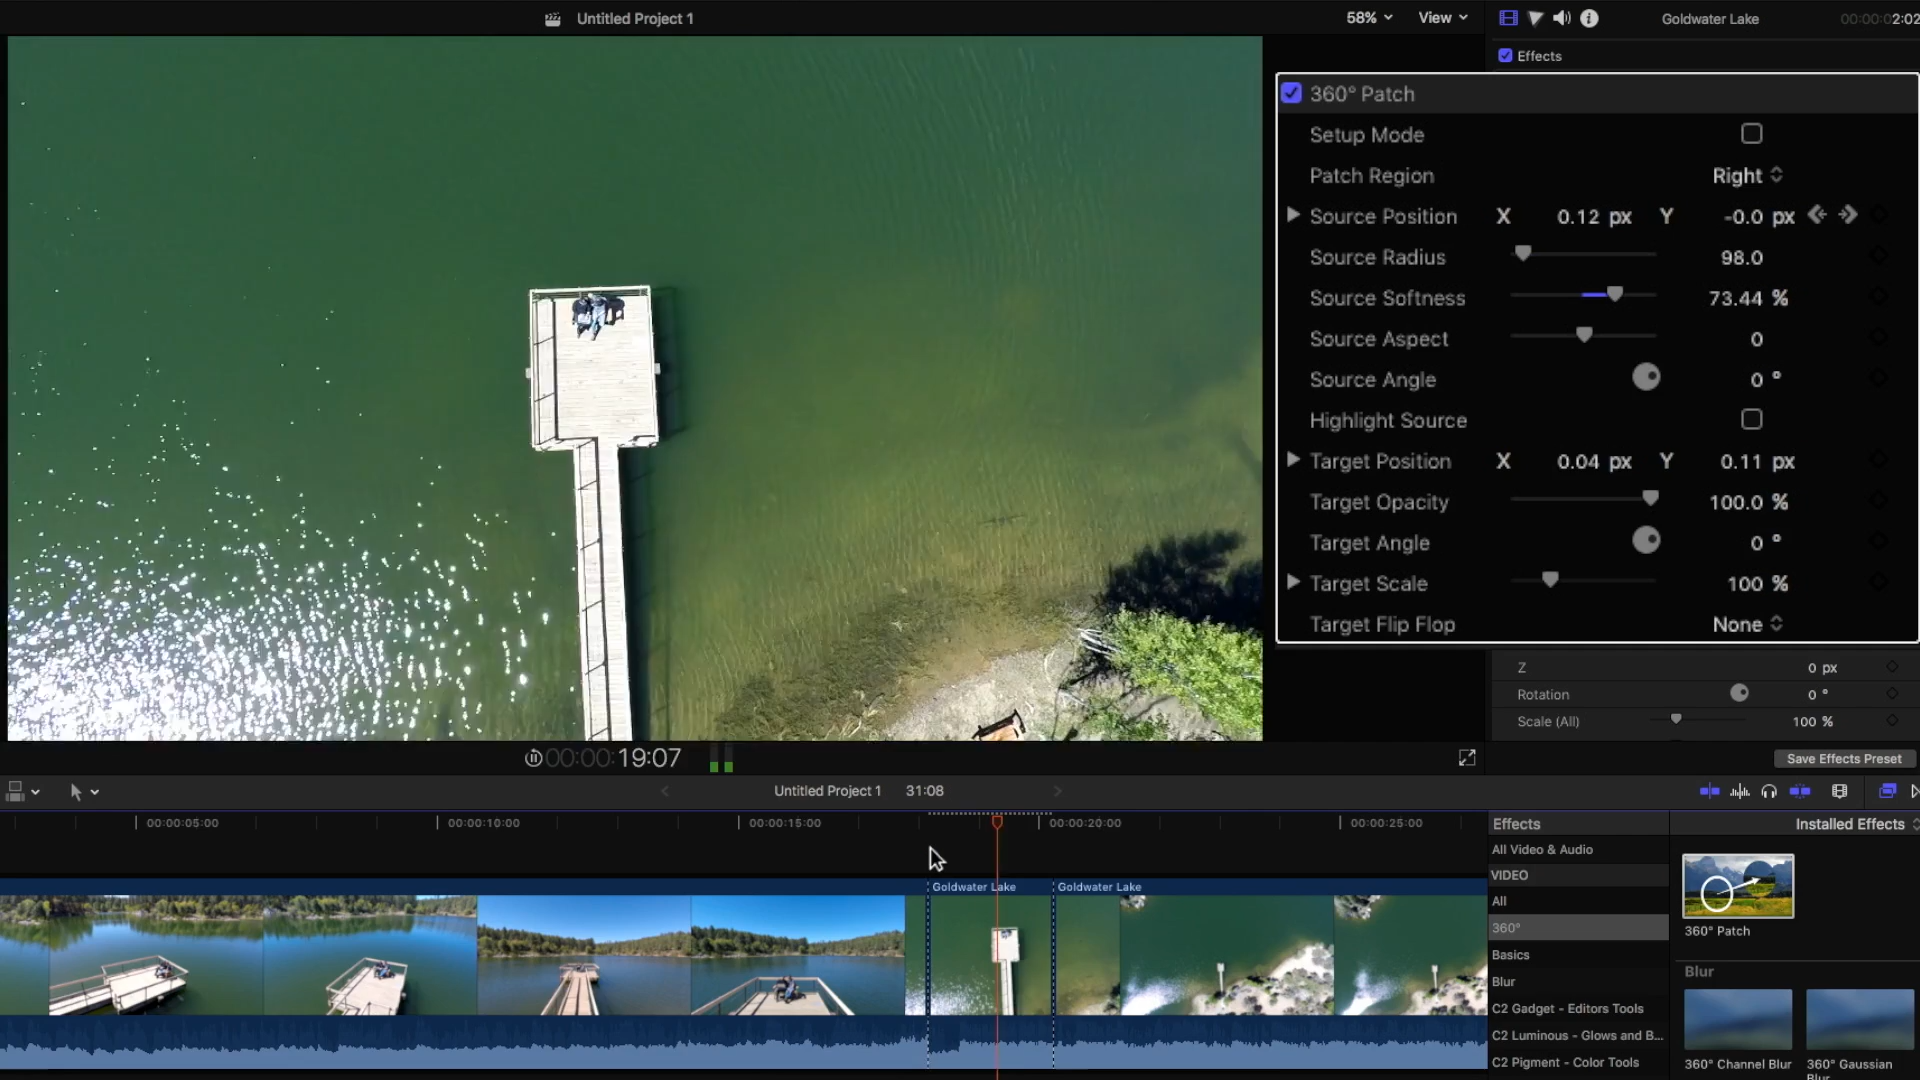 Untitled Project 1
58%
View
Goldwater Lake
00:00:02:02
Effects
360° Patch
Setup Mode
Patch Region
Right
Source Position X 0.12 px Y -0.0 px
Source Radius 98.0
Source Softness 73.44 %
Source Aspect 0
Source Angle 0 °
Highlight Source
Target Position X 0.04 px Y 0.11 px
Target Opacity 100.0 %
Target Angle 0 °
Target Scale 100 %
Target Flip Flop None
Z 0 px
Rotation 0 °
Scale (All) 100 %
Save Effects Preset
00:00:19:07
Untitled Project 1 31:08
00:00:05:00
00:00:10:00
00:00:15:00
00:00:20:00
00:00:25:00
Goldwater Lake
Goldwater Lake
Effects
Installed Effects
All Video & Audio
VIDEO
All
360°
Basics
Blur
C2 Gadget - Editors Tools
C2 Luminous - Glows and B...
C2 Pigment - Color Tools
360° Patch
Blur
360° Channel Blur
360° Gaussian
Blur